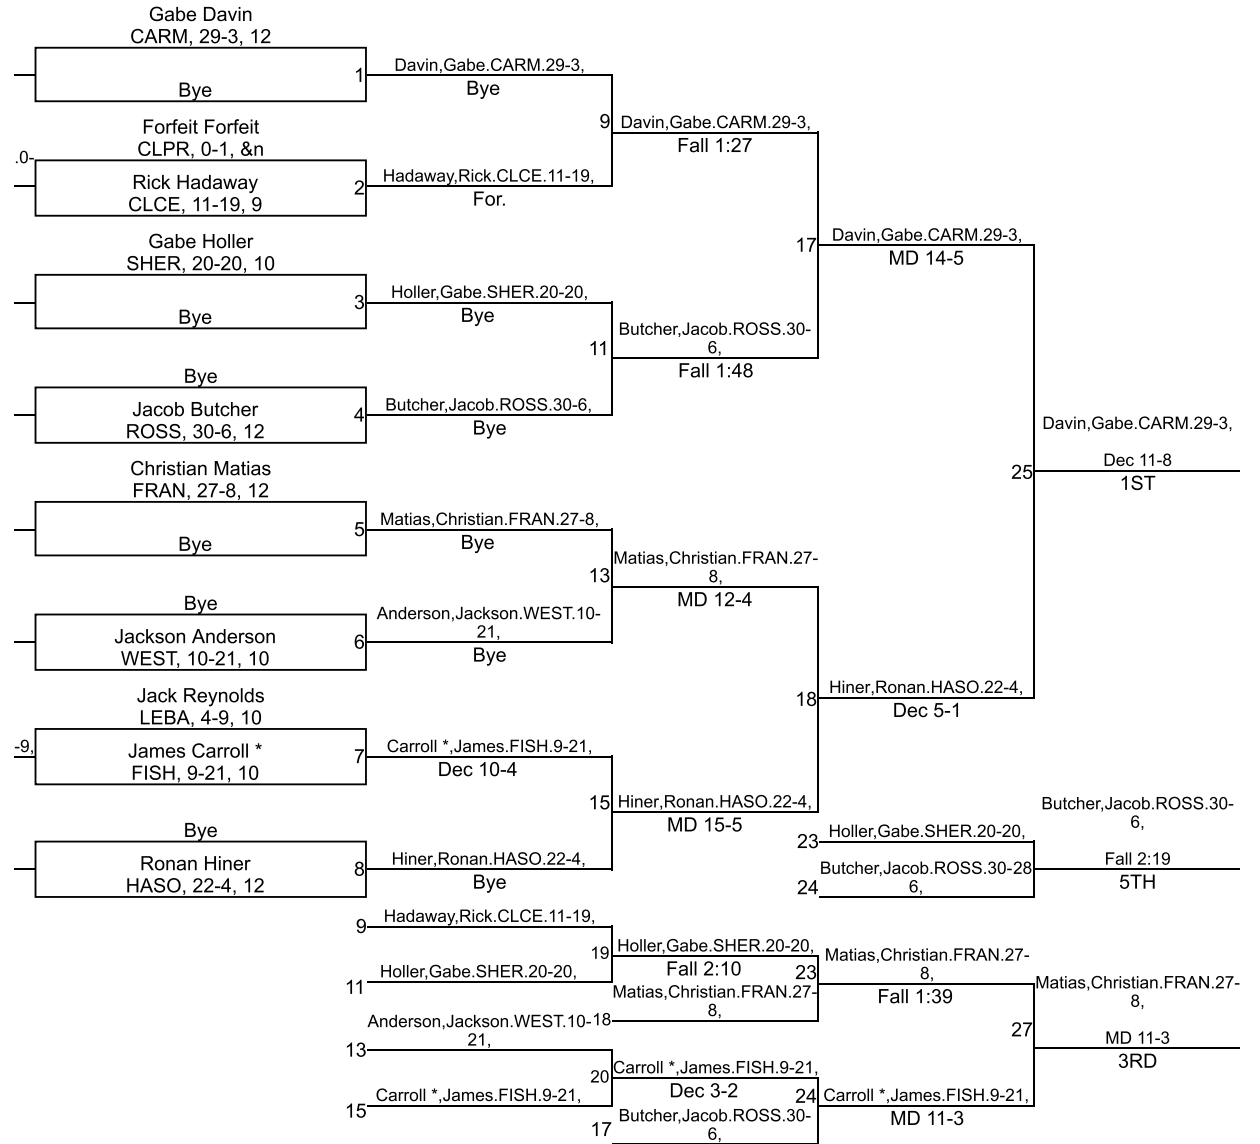 Gabe Davin
CARM, 29-3, 12
Bye
1
Davin,Gabe.CARM.29-3,
Bye
9
Davin,Gabe.CARM.29-3,
Fall 1:27
Forfeit Forfeit
CLPR, 0-1, &n
.0-
Rick Hadaway
CLCE, 11-19, 9
2
Hadaway,Rick.CLCE.11-19,
For.
17
Davin,Gabe.CARM.29-3,
MD 14-5
Gabe Holler
SHER, 20-20, 10
Bye
3
Holler,Gabe.SHER.20-20,
Bye
11
Butcher,Jacob.ROSS.30-
6,
Fall 1:48
Bye
Jacob Butcher
ROSS, 30-6, 12
4
Butcher,Jacob.ROSS.30-6,
Bye
25
Davin,Gabe.CARM.29-3,
Dec 11-8
1ST
Christian Matias
FRAN, 27-8, 12
Bye
5
Matias,Christian.FRAN.27-8,
Bye
13
Matias,Christian.FRAN.27-
8,
MD 12-4
Bye
Jackson Anderson
WEST, 10-21, 10
6
Anderson,Jackson.WEST.10-
21,
Bye
18
Hiner,Ronan.HASO.22-4,
Dec 5-1
Jack Reynolds
LEBA, 4-9, 10
-9,
James Carroll *
FISH, 9-21, 10
7
Carroll *,James.FISH.9-21,
Dec 10-4
15
Hiner,Ronan.HASO.22-4,
MD 15-5
Bye
Ronan Hiner
HASO, 22-4, 12
8
Hiner,Ronan.HASO.22-4,
Bye
23
Holler,Gabe.SHER.20-20,
24
Butcher,Jacob.ROSS.30-28
6,
Butcher,Jacob.ROSS.30-
6,
Fall 2:19
5TH
9
Hadaway,Rick.CLCE.11-19,
11
Holler,Gabe.SHER.20-20,
19
Holler,Gabe.SHER.20-20,
Fall 2:10
18
Matias,Christian.FRAN.27-
8,
23
Matias,Christian.FRAN.27-
8,
Fall 1:39
13
Anderson,Jackson.WEST.10-
21,
15
Carroll *,James.FISH.9-21,
20
Carroll *,James.FISH.9-21,
Dec 3-2
17
Butcher,Jacob.ROSS.30-
6,
24
Carroll *,James.FISH.9-21,
MD 11-3
27
Matias,Christian.FRAN.27-
8,
MD 11-3
3RD